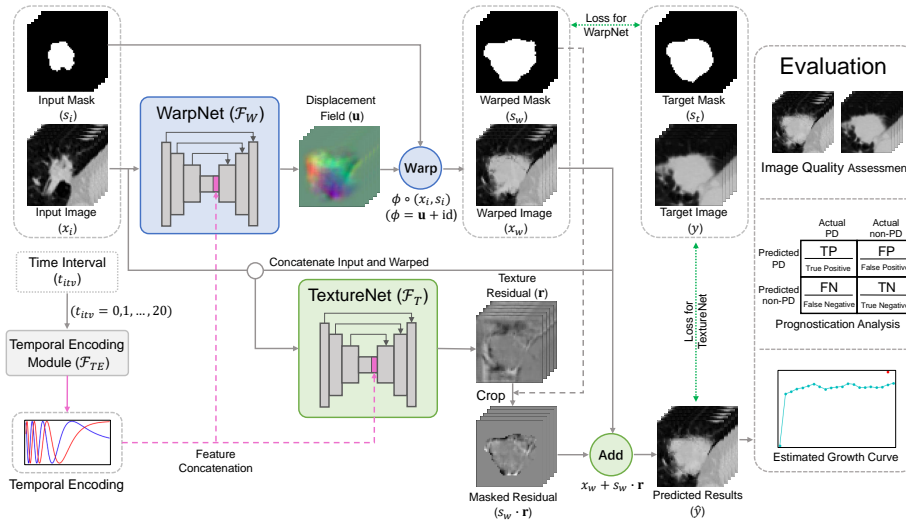 Input Mask
(s_i)
Input Image
(x_i)
WarpNet (ℱ_W)
Displacement
Field (u)
Warp
ϕ ∘ (x_i, s_i)
(ϕ = u + id)
Warped Mask
(s_w)
Warped Image
(x_w)
Loss for
WarpNet
Target Mask
(s_t)
Target Image
(y)
Time Interval
(t_itv)
(t_itv = 0,1, … , 20)
Temporal Encoding
Module (ℱ_TE)
Temporal Encoding
Concatenate Input and Warped
TextureNet (ℱ_T)
Feature
Concatenation
Texture
Residual (r)
Crop
Masked Residual
(s_w · r)
Add
x_w + s_w · r
Loss for
TextureNet
Predicted Results
(ŷ)
Evaluation
Image Quality Assessment
Actual
PD
Actual
non-PD
Predicted
PD
TP
True Positive
FP
False Positive
Predicted
non-PD
FN
False Negative
TN
True Negative
Prognostication Analysis
Estimated Growth Curve